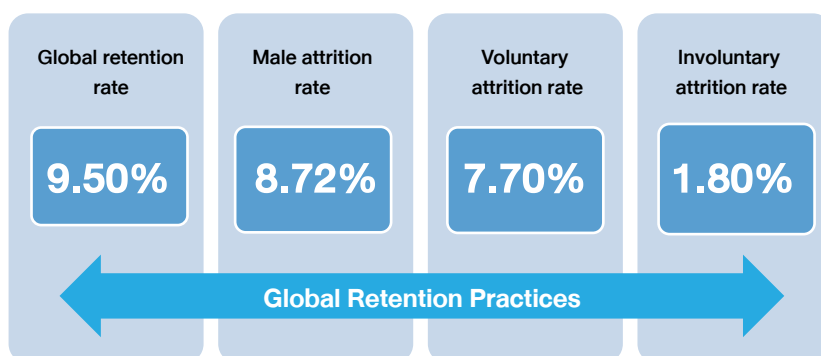 Global retention
rate
9.50%
Male attrition
rate
8.72%
Voluntary
attrition rate
7.70%
Involuntary
attrition rate
1.80%
Global Retention Practices